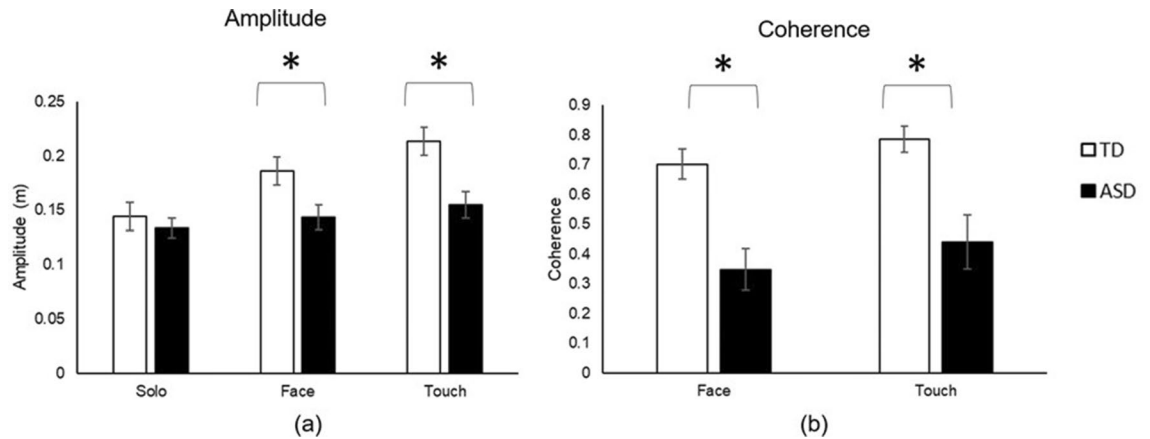 Amplitude
* *
0.25
0.2
0.15
0.1
0.05
0
Amplitude (m)
Solo Face Touch
(a)
Coherence
* *
0.9
0.8
0.7
0.6
0.5
0.4
0.3
0.2
0.1
0
Coherence
Face Touch
(b)
TD
ASD